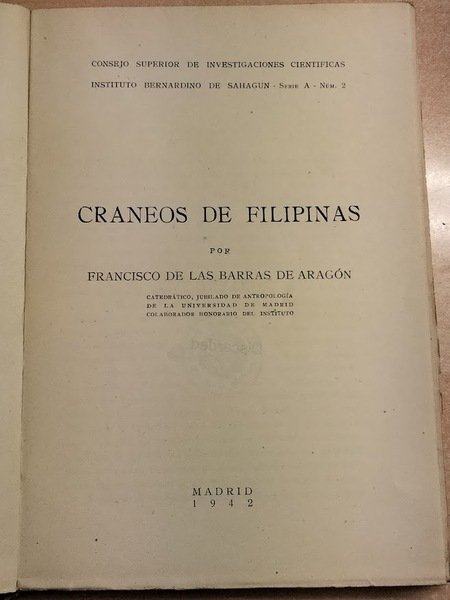 CONSEJO SUPERIOR DE INVESTIGACIONES CIENTIFICAS
INSTITUTO BERNARDINO DE SAHAGUN - SERIE A - NÚM. 2
CRANEOS DE FILIPINAS
POR
FRANCISCO DE LAS BARRAS DE ARAGÓN
CATEDRÁTICO, JUBILADO DE ANTROPOLOGÍA
DE LA UNIVERSIDAD DE MADRID
COLABORADOR HONORARIO DEL INSTITUTO
Discarded
MADRID
1942